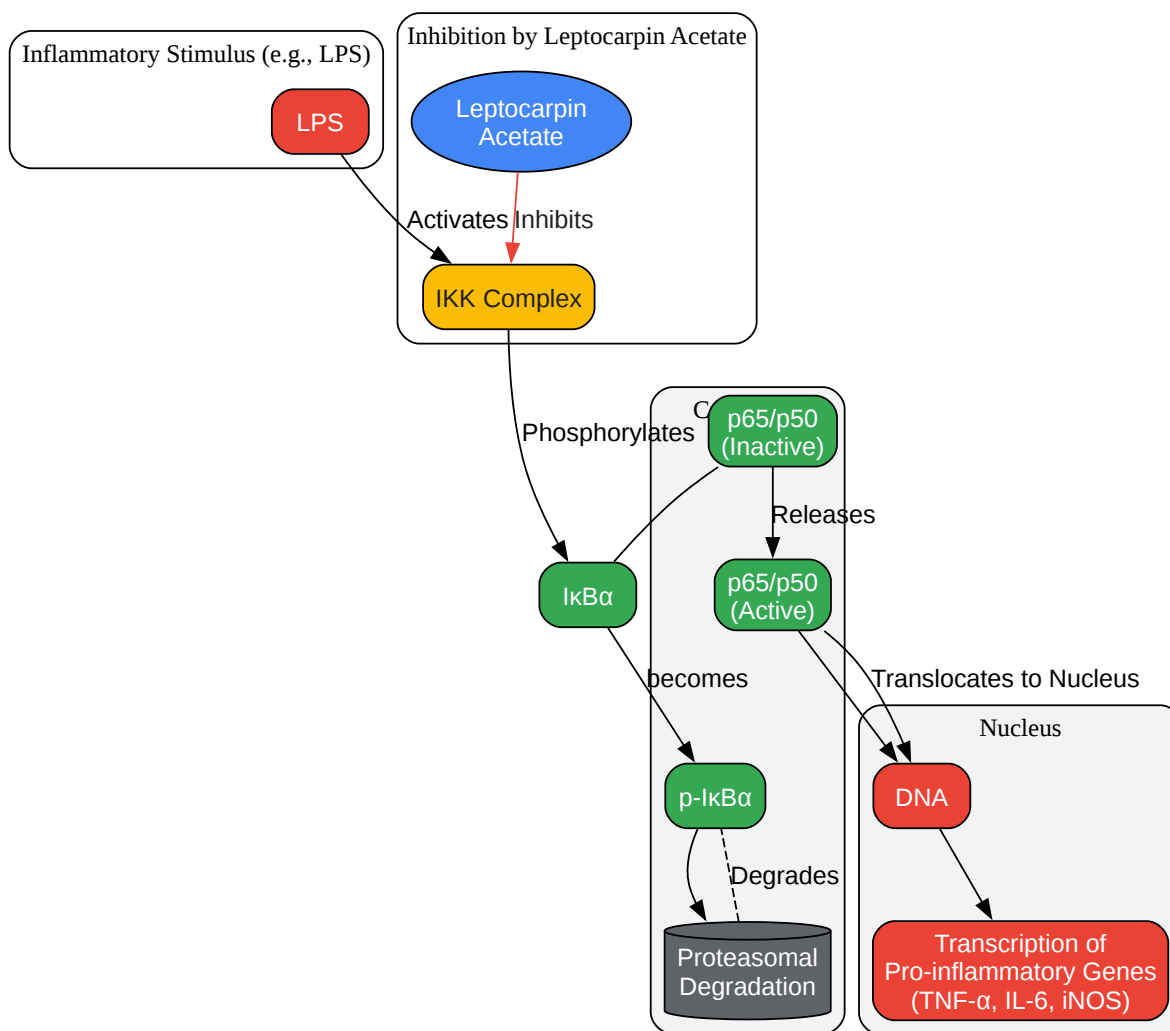 Inflammatory Stimulus (e.g., LPS)
LPS
Inhibition by Leptocarpin Acetate
Leptocarpin
Acetate
Activates
Inhibits
IKK Complex
Phosphorylates
p65/p50
(Inactive)
Releases
IκBα
p65/p50
(Active)
becomes
Translocates to Nucleus
Nucleus
p-IκBα
DNA
Degrades
Proteasomal
Degradation
Transcription of
Pro-inflammatory Genes
(TNF-α, IL-6, iNOS)